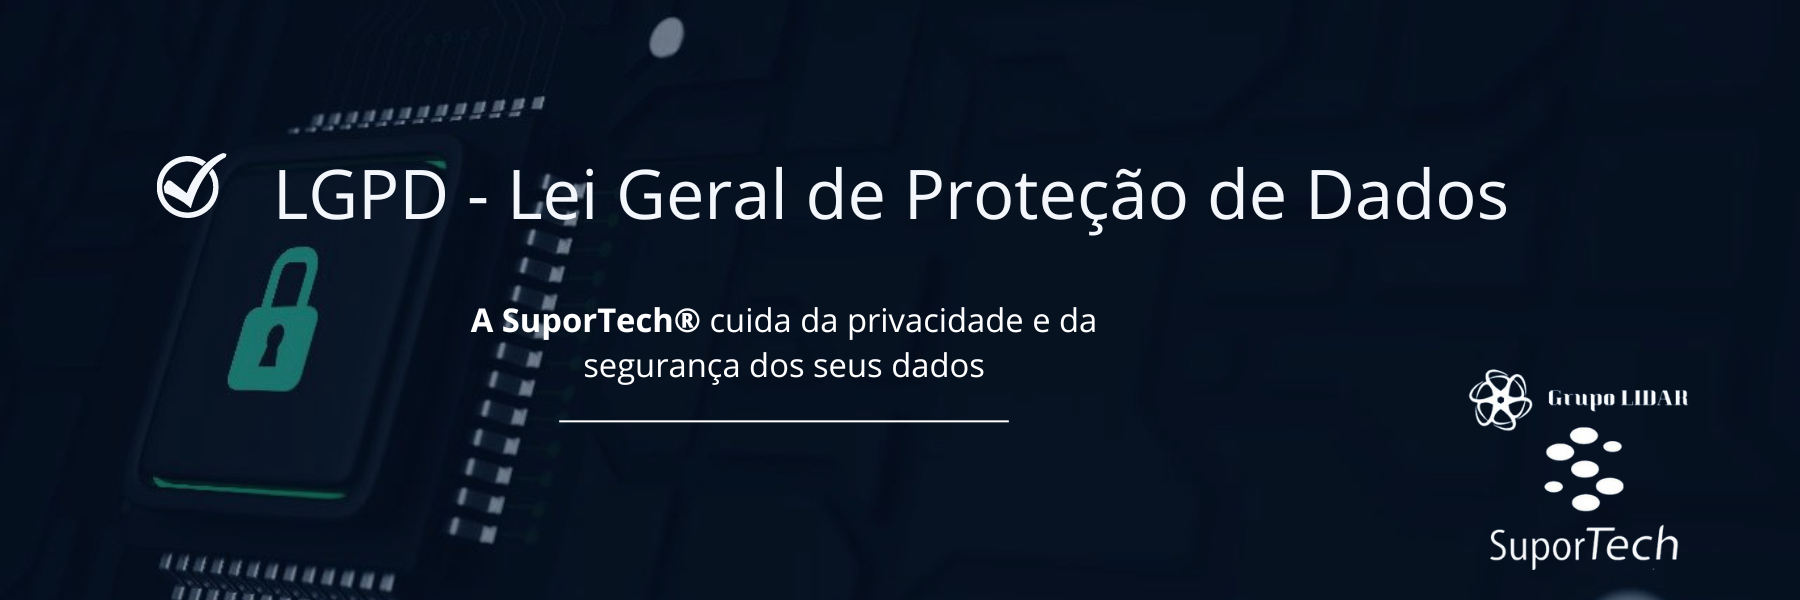 LGPD - Lei Geral de Proteção de Dados
A SuporTech® cuida da privacidade e da
segurança dos seus dados
Grupo LIDAR
SuporTech